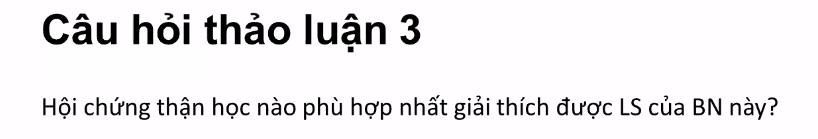 Câu hỏi thảo luận 3
Hội chứng thận học nào phù hợp nhất giải thích được LS của BN này?